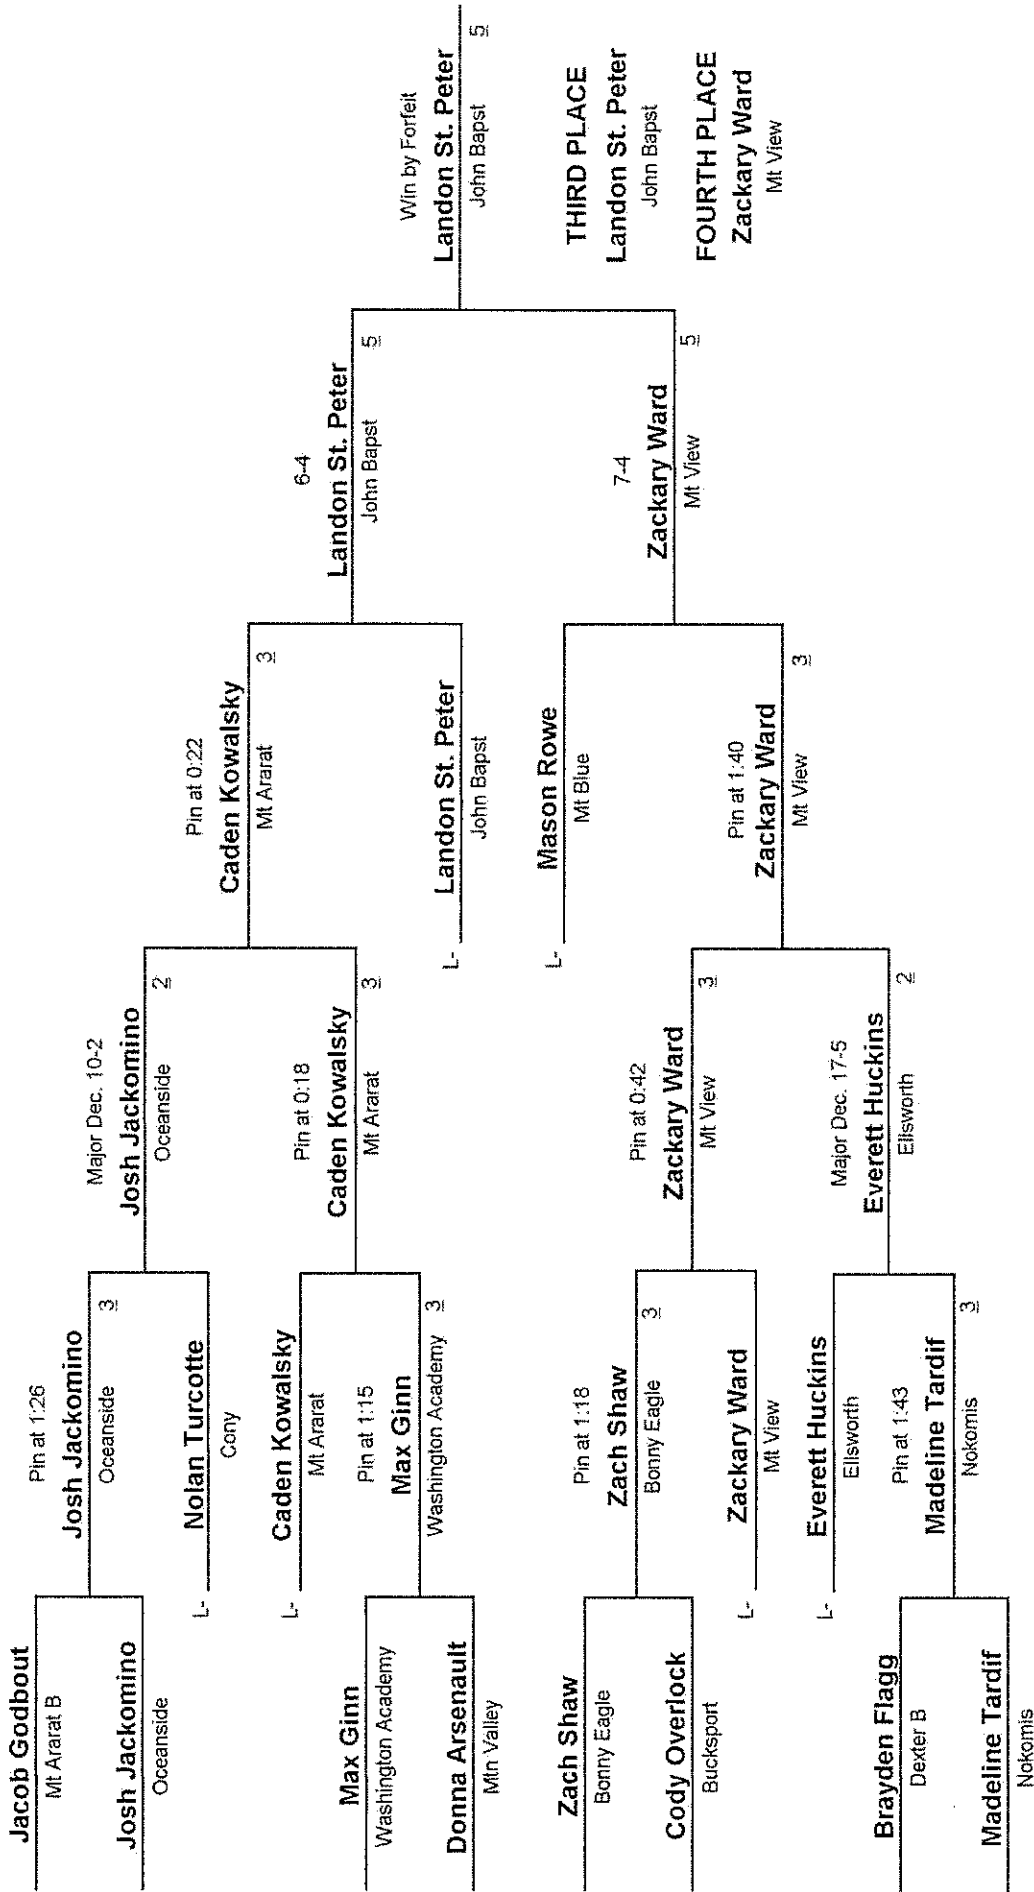 Jacob Godbout
Mt Ararat B
Josh Jackomino
Oceanside
Max Ginn
Washington Academy
Donna Arsenault
Mtn Valley
Zach Shaw
Bonny Eagle
Cody Overlock
Bucksport
Brayden Flagg
Dexter B
Madeline Tardif
Nokomis
Pin at 1:26
Josh Jackomino
Oceanside
3
L-
Nolan Turcotte
Cony
L-
Caden Kowalsky
Mt Ararat
Pin at 1:15
Max Ginn
Washington Academy
3
Pin at 1:18
Zach Shaw
Bonny Eagle
3
L-
Zackary Ward
Mt View
L-
Everett Huckins
Ellsworth
Pin at 1:43
Madeline Tardif
Nokomis
3
Major Dec. 10-2
Josh Jackomino
Oceanside
2
Pin at 0:18
Caden Kowalsky
Mt Ararat
3
Pin at 0:42
Zackary Ward
Mt View
3
Major Dec. 17-5
Everett Huckins
Ellsworth
2
Pin at 0:22
Caden Kowalsky
Mt Ararat
3
L-
Landon St. Peter
John Bapst
L-
Mason Rowe
Mt Blue
Pin at 1:40
Zackary Ward
Mt View
3
6-4
Landon St. Peter
John Bapst
5
7-4
Zackary Ward
Mt View
5
Win by Forfeit
Landon St. Peter
John Bapst
5
THIRD PLACE
Landon St. Peter
John Bapst
FOURTH PLACE
Zackary Ward
Mt View